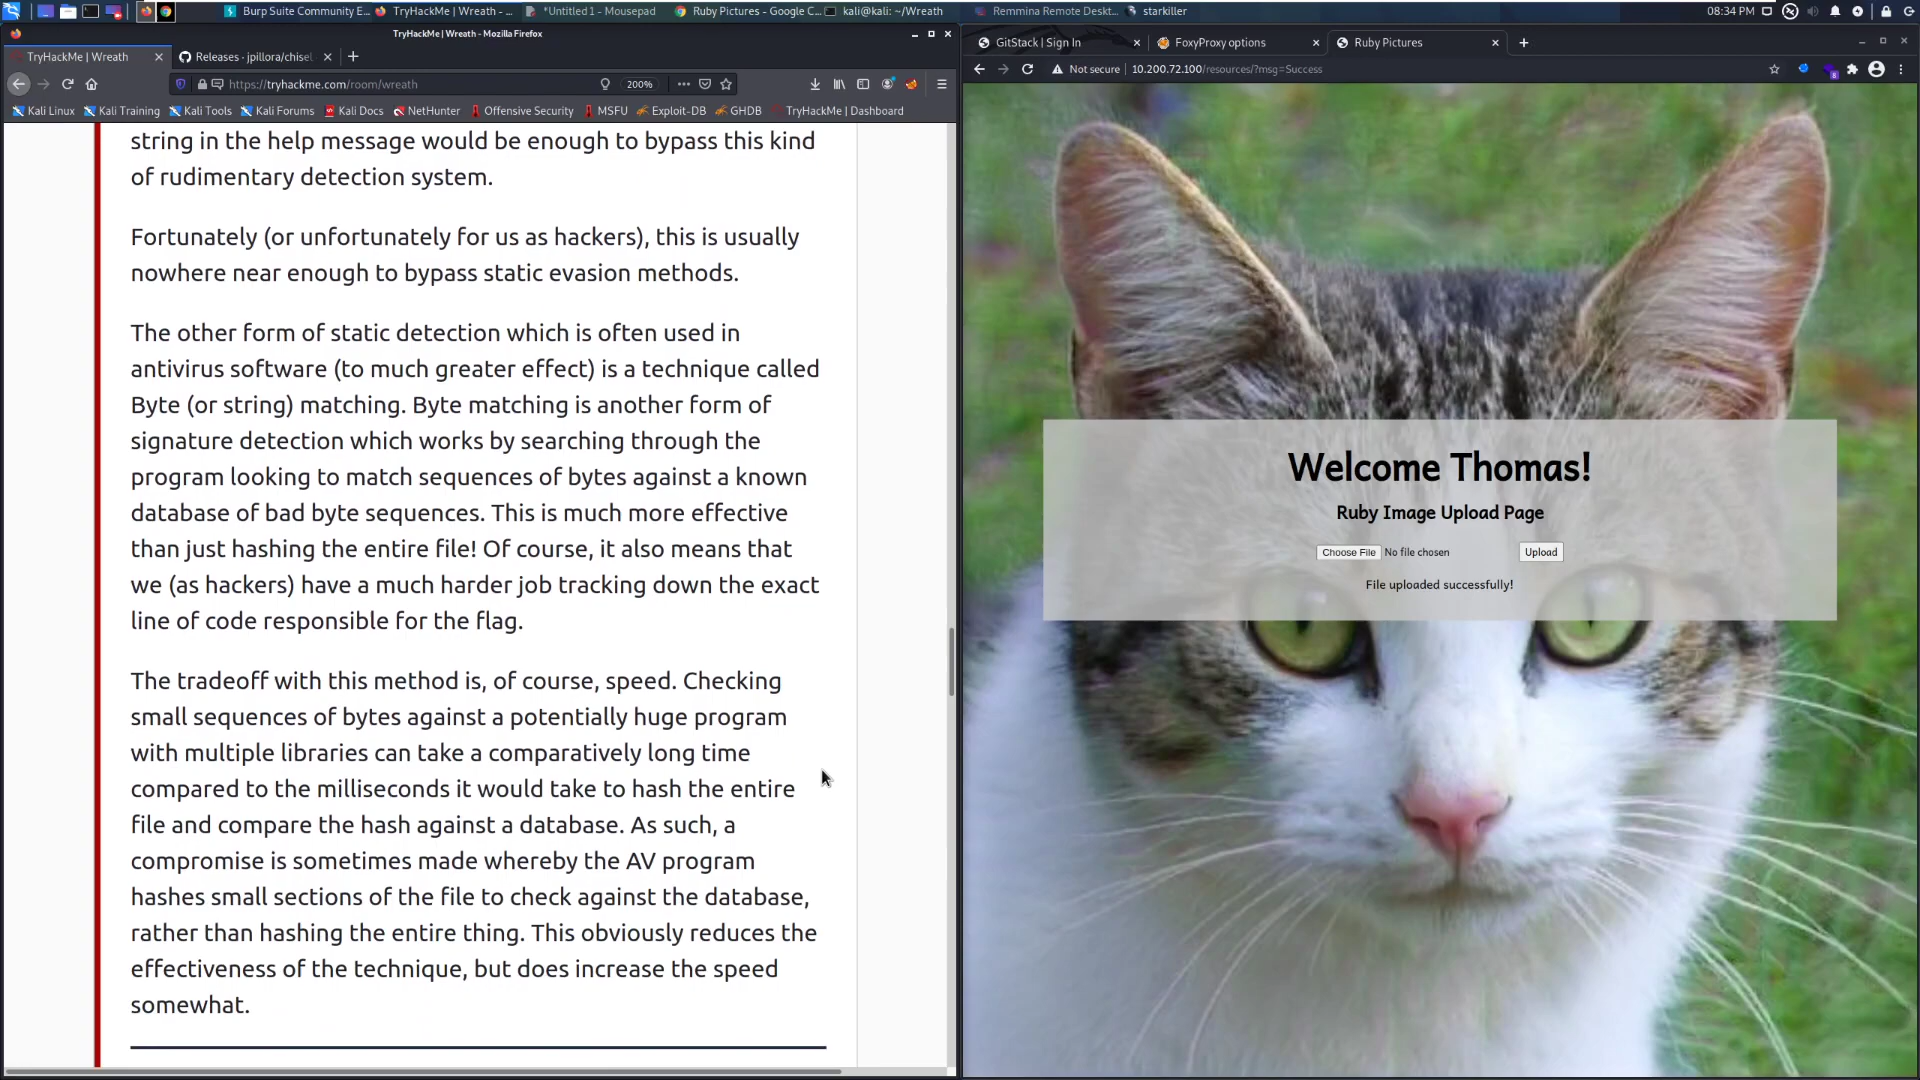 Burp Suite Community E...
TryHackMe | Wreath - ...
*Untitled 1 - Mousepad
Ruby Pictures - Google C...
kali@kali: ~/Wreath
Remmina Remote Deskt...
starkiller
08:34 PM
TryHackMe | Wreath - Mozilla Firefox
TryHackMe | Wreath
Releases · jpillora/chisel
https://tryhackme.com/room/wreath
200%
Kali Linux
Kali Training
Kali Tools
Kali Forums
Kali Docs
NetHunter
Offensive Security
MSFU
Exploit-DB
GHDB
TryHackMe | Dashboard
string in the help message would be enough to bypass this kind
of rudimentary detection system.
Fortunately (or unfortunately for us as hackers), this is usually
nowhere near enough to bypass static evasion methods.
The other form of static detection which is often used in
antivirus software (to much greater effect) is a technique called
Byte (or string) matching. Byte matching is another form of
signature detection which works by searching through the
program looking to match sequences of bytes against a known
database of bad byte sequences. This is much more effective
than just hashing the entire file! Of course, it also means that
we (as hackers) have a much harder job tracking down the exact
line of code responsible for the flag.
The tradeoff with this method is, of course, speed. Checking
small sequences of bytes against a potentially huge program
with multiple libraries can take a comparatively long time
compared to the milliseconds it would take to hash the entire
file and compare the hash against a database. As such, a
compromise is sometimes made whereby the AV program
hashes small sections of the file to check against the database,
rather than hashing the entire thing. This obviously reduces the
effectiveness of the technique, but does increase the speed
somewhat.
GitStack | Sign In
FoxyProxy options
Ruby Pictures
Not secure
10.200.72.100/resources/?msg=Success
Welcome Thomas!
Ruby Image Upload Page
Choose File No file chosen
Upload
File uploaded successfully!